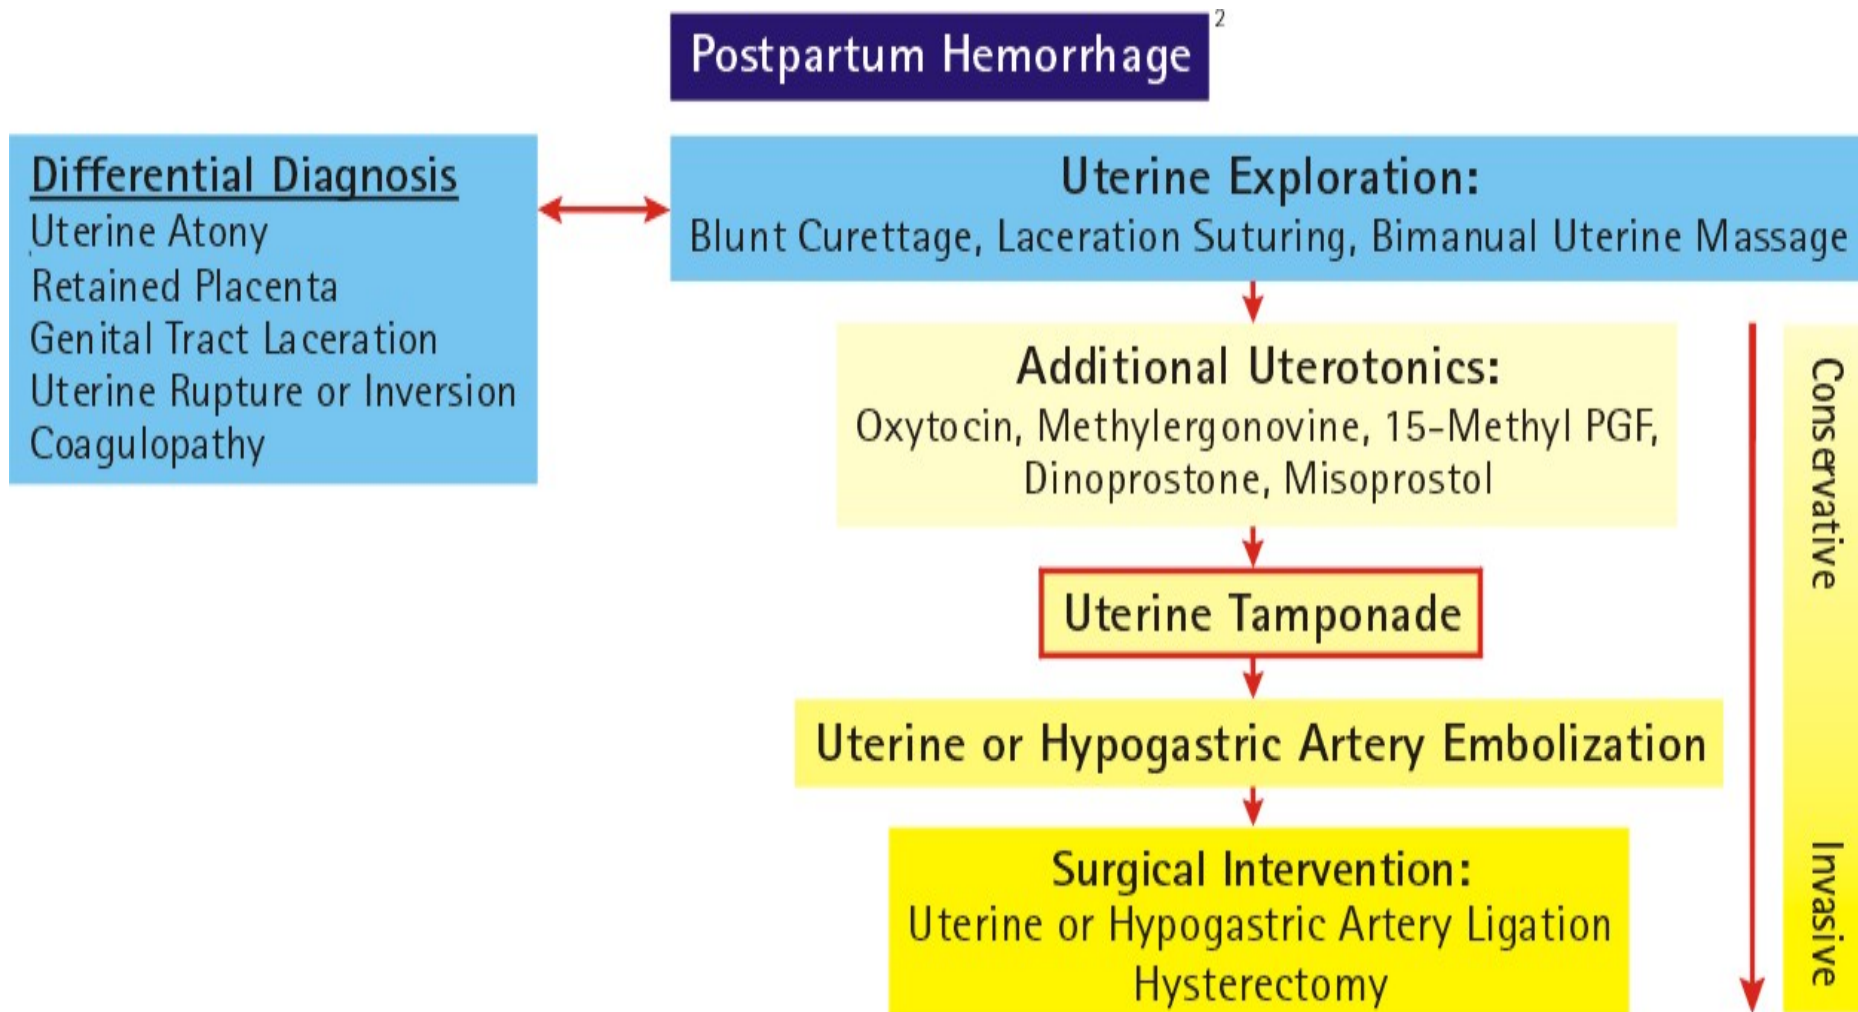 Postpartum Hemorrhage 2
Differential Diagnosis
Uterine Atony
Retained Placenta
Genital Tract Laceration
Uterine Rupture or Inversion
Coagulopathy
Uterine Exploration:
Blunt Curettage, Laceration Suturing, Bimanual Uterine Massage
Additional Uterotonics:
Oxytocin, Methylergonovine, 15-Methyl PGF,
Dinoprostone, Misoprostol
Uterine Tamponade
Uterine or Hypogastric Artery Embolization
Surgical Intervention:
Uterine or Hypogastric Artery Ligation
Hysterectomy
Conservative
Invasive